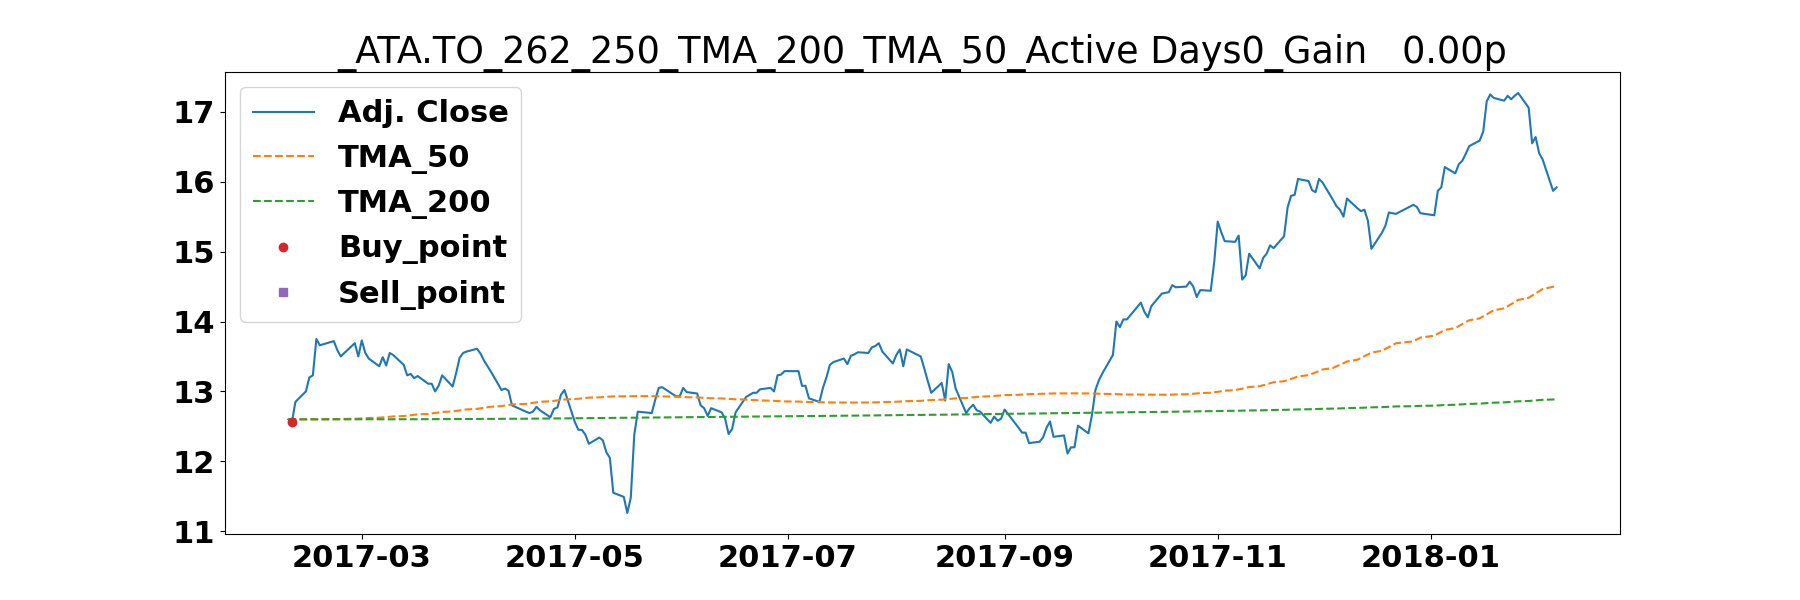 _ATA.TO_262_250_TMA_200_TMA_50_Active Days0_Gain   0.00p
Adj. Close
TMA_50
TMA_200
Buy_point
Sell_point
17
16
15
14
13
12
11
2017-03
2017-05
2017-07
2017-09
2017-11
2018-01